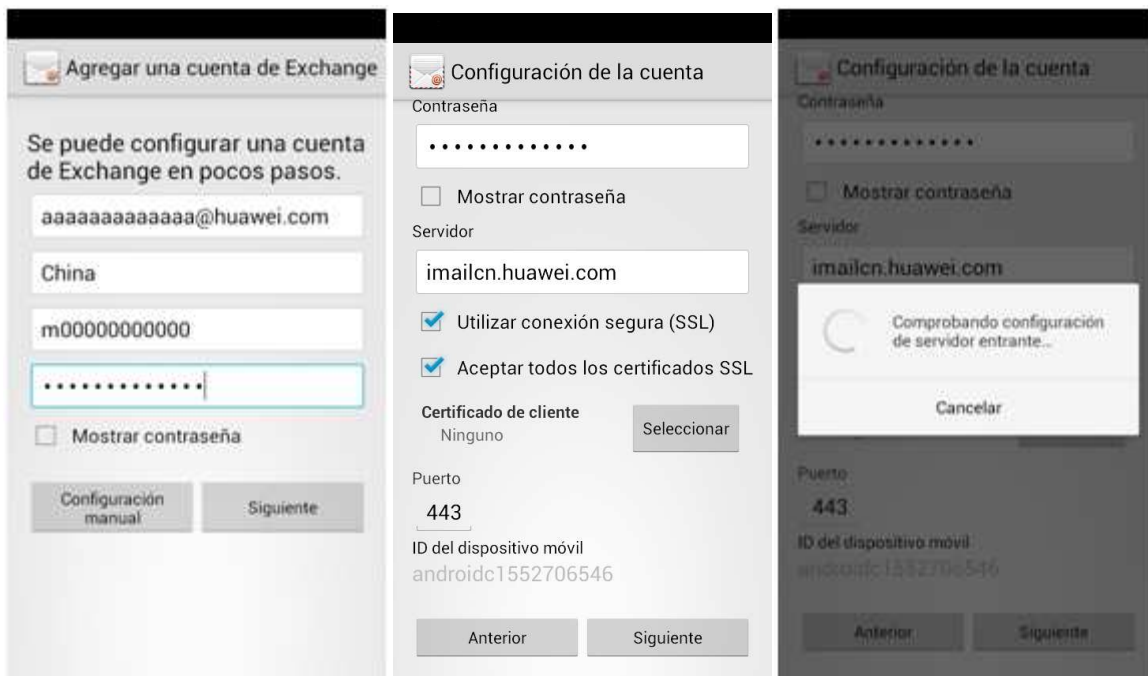 Agregar una cuenta de Exchange
Se puede configurar una cuenta
de Exchange en pocos pasos.
aaaaaaaaaaaaa@huawei.com
China
m00000000000
•••••••••••••
Mostrar contraseña
Configuración
manual
Siguiente
Configuración de la cuenta
Contraseña
•••••••••••••
Mostrar contraseña
Servidor
imailcn.huawei.com
Utilizar conexión segura (SSL)
Aceptar todos los certificados SSL
Certificado de cliente
Ninguno
Seleccionar
Puerto
443
ID del dispositivo móvil
androidc1552706546
Anterior
Siguiente
Configuración de la cuenta
Contraseña
•••••••••••••
Mostrar contraseña
Servidor
imailcn.huawei.com
Comprobando configuración
de servidor entrante...
Cancelar
Puerto
443
ID del dispositivo móvil
androidc1552706546
Anterior
Siguiente